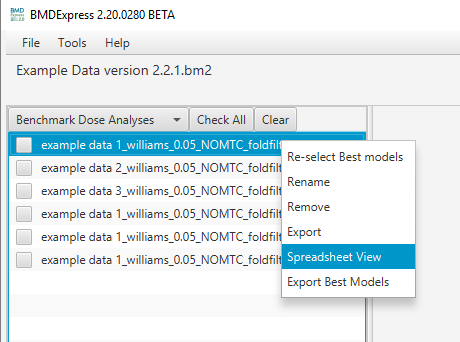 BMDExpress 2.20.0280 BETA
File Tools Help
Example Data version 2.2.1.bm2
Benchmark Dose Analyses Check All Clear
example data 1_williams_0.05_NOMTC_foldfilt
example data 2_williams_0.05_NOMTC_foldfilt
example data 3_williams_0.05_NOMTC_foldfilt
example data 1_williams_0.05_NOMTC_foldfilt
example data 1_williams_0.05_NOMTC_foldfilt
example data 1_williams_0.05_NOMTC_foldfilt
Re-select Best models
Rename
Remove
Export
Spreadsheet View
Export Best Models